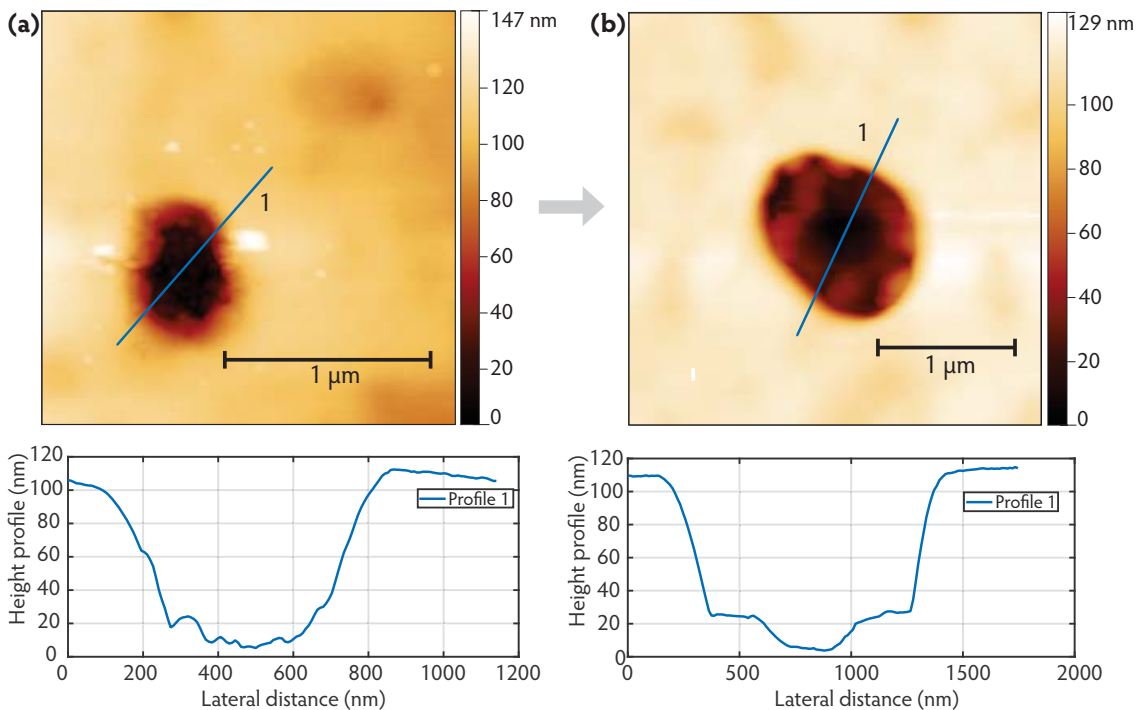 (a)
147 nm
120
100
80
60
40
20
0
1
1 µm
(b)
129 nm
100
80
60
40
20
0
1
1 µm
Height profile (nm)
120
100
80
60
40
20
0
Profile 1
0 200 400 600 800 1000 1200
Lateral distance (nm)
Height profile (nm)
120
100
80
60
40
20
0
Profile 1
0 500 1000 1500 2000
Lateral distance (nm)